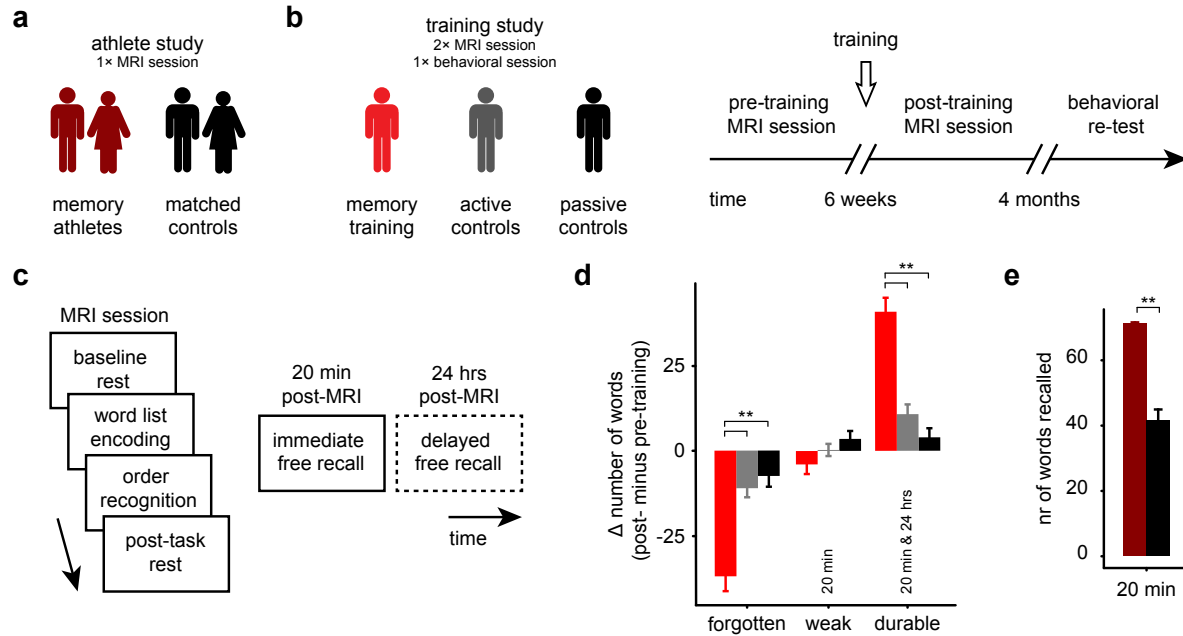 a
athlete study
1× MRI session
memory
athletes
matched
controls
b
training study
2× MRI session
1× behavioral session
memory
training
active
controls
passive
controls
training
pre-training
MRI session
post-training
MRI session
behavioral
re-test
time
6 weeks
4 months
c
MRI session
baseline
rest
word list
encoding
order
recognition
post-task
rest
20 min
post-MRI
immediate
free recall
24 hrs
post-MRI
delayed
free recall
time
d
Δ number of words
(post- minus pre-training)
25
0
-25
**
**
20 min
20 min & 24 hrs
forgotten
weak
durable
e
nr of words recalled
60
40
20
0
**
20 min